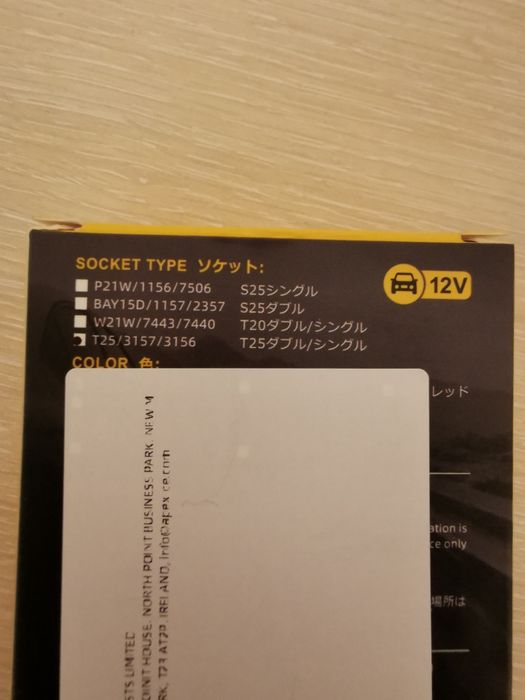 SOCKET TYPE ソケット:
12V
P21W/1156/7506 S25シングル
BAY15D/1157/2357 S25ダブル
W21W/7443/7440 T20ダブル/シングル
T25/3157/3156 T25ダブル/シングル
COLOR 色:
レッド
ation is
ce only
場所は
STS LIMITED
OINT HOUSE, NORTH POINT BUSINESS PARK, NEW M
RK, T23 AT2P, IRELAND, info@apex_ce.com